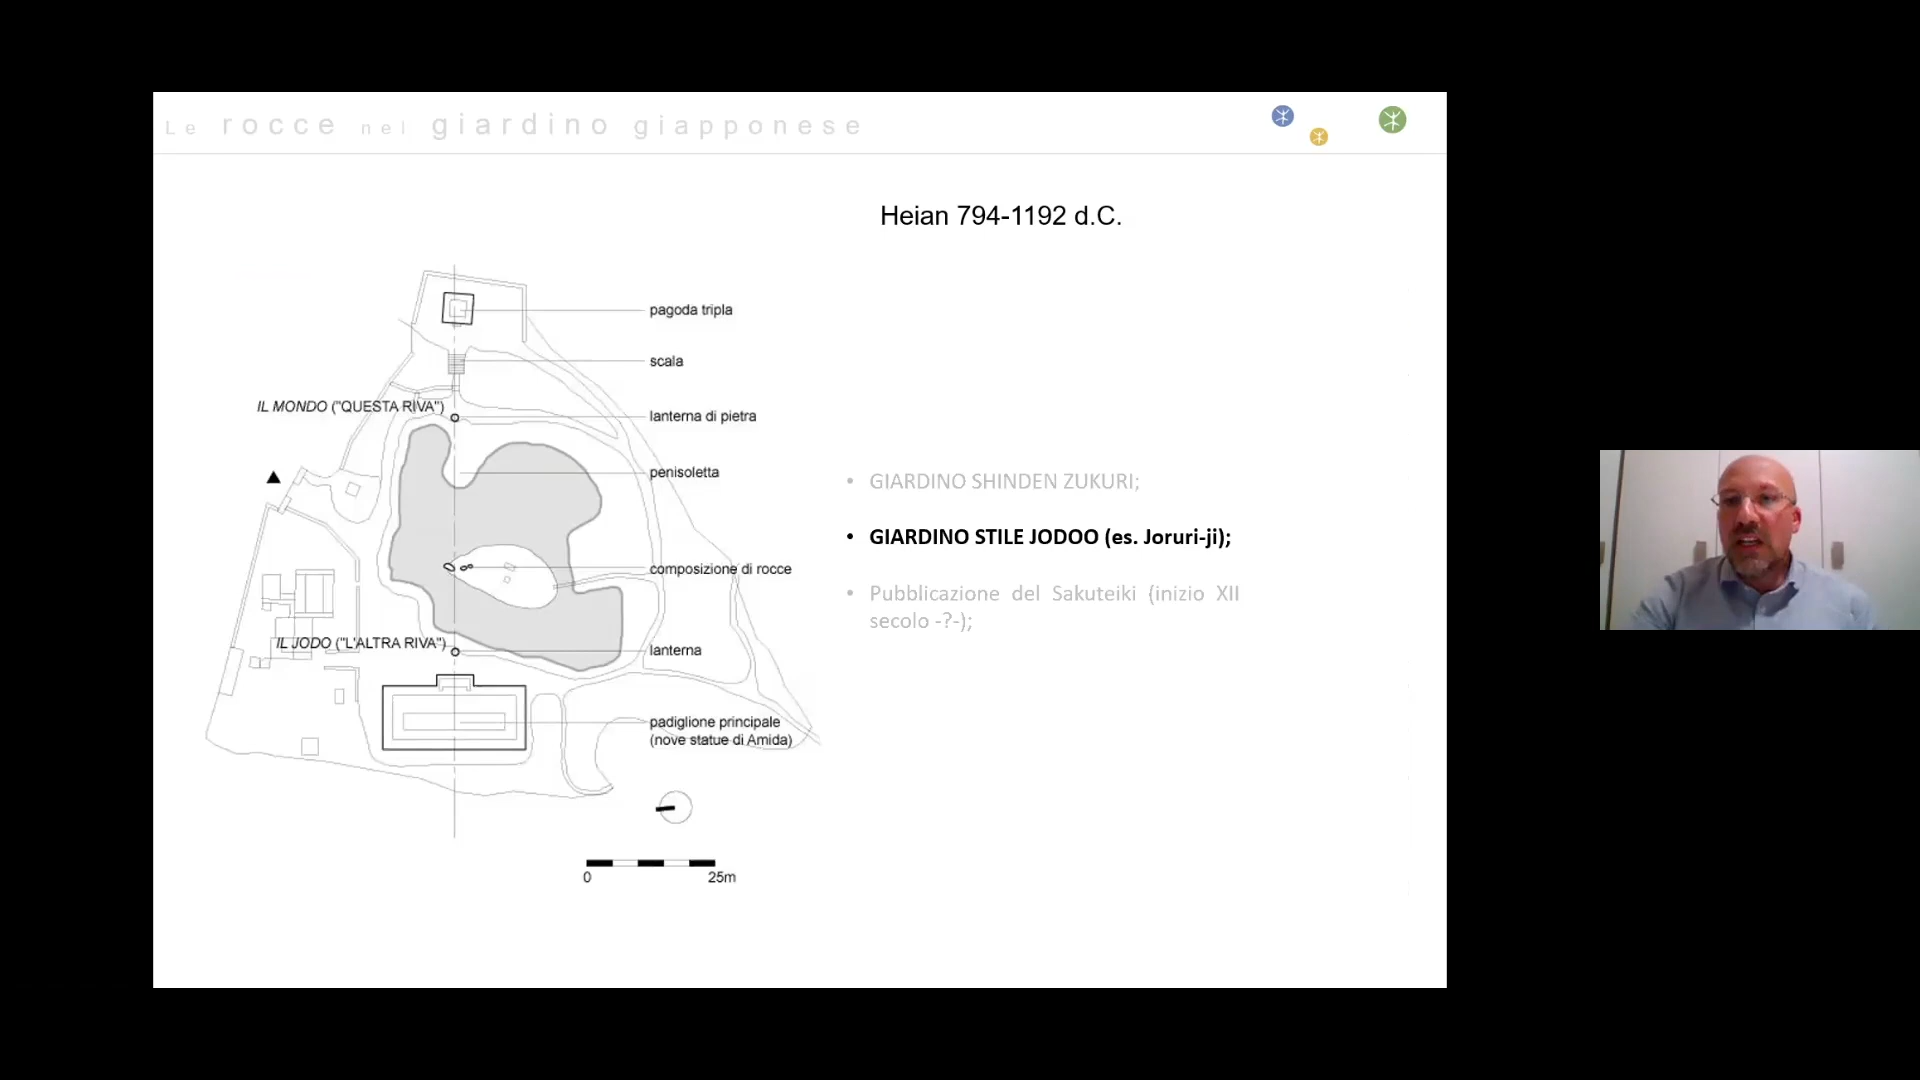 Le rocce nel giardino giapponese
Heian 794-1192 d.C.
pagoda tripla
scala
IL MONDO ("QUESTA RIVA")
lanterna di pietra
penisoletta
composizione di rocce
IL JODO ("L'ALTRA RIVA")
lanterna
padiglione principale
(nove statue di Amida)
0 25m
• GIARDINO SHINDEN ZUKURI;
• GIARDINO STILE JODOO (es. Joruri-ji);
• Pubblicazione del Sakuteiki (inizio XII
secolo -?-);